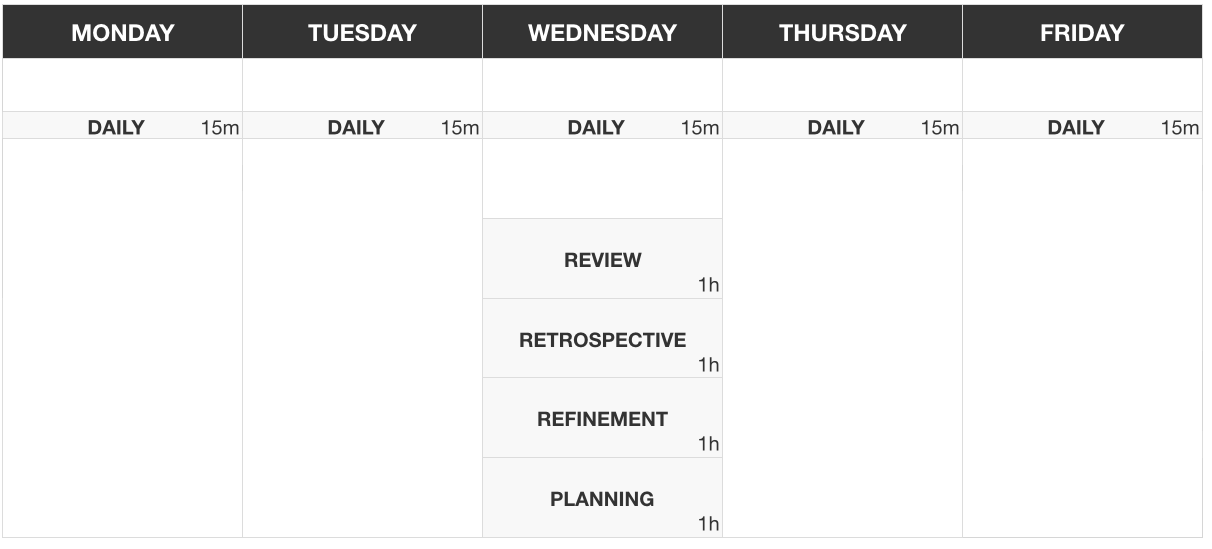 MONDAY TUESDAY WEDNESDAY THURSDAY FRIDAY
DAILY 15m DAILY 15m DAILY 15m DAILY 15m DAILY 15m
REVIEW
1h
RETROSPECTIVE
1h
REFINEMENT
1h
PLANNING
1h